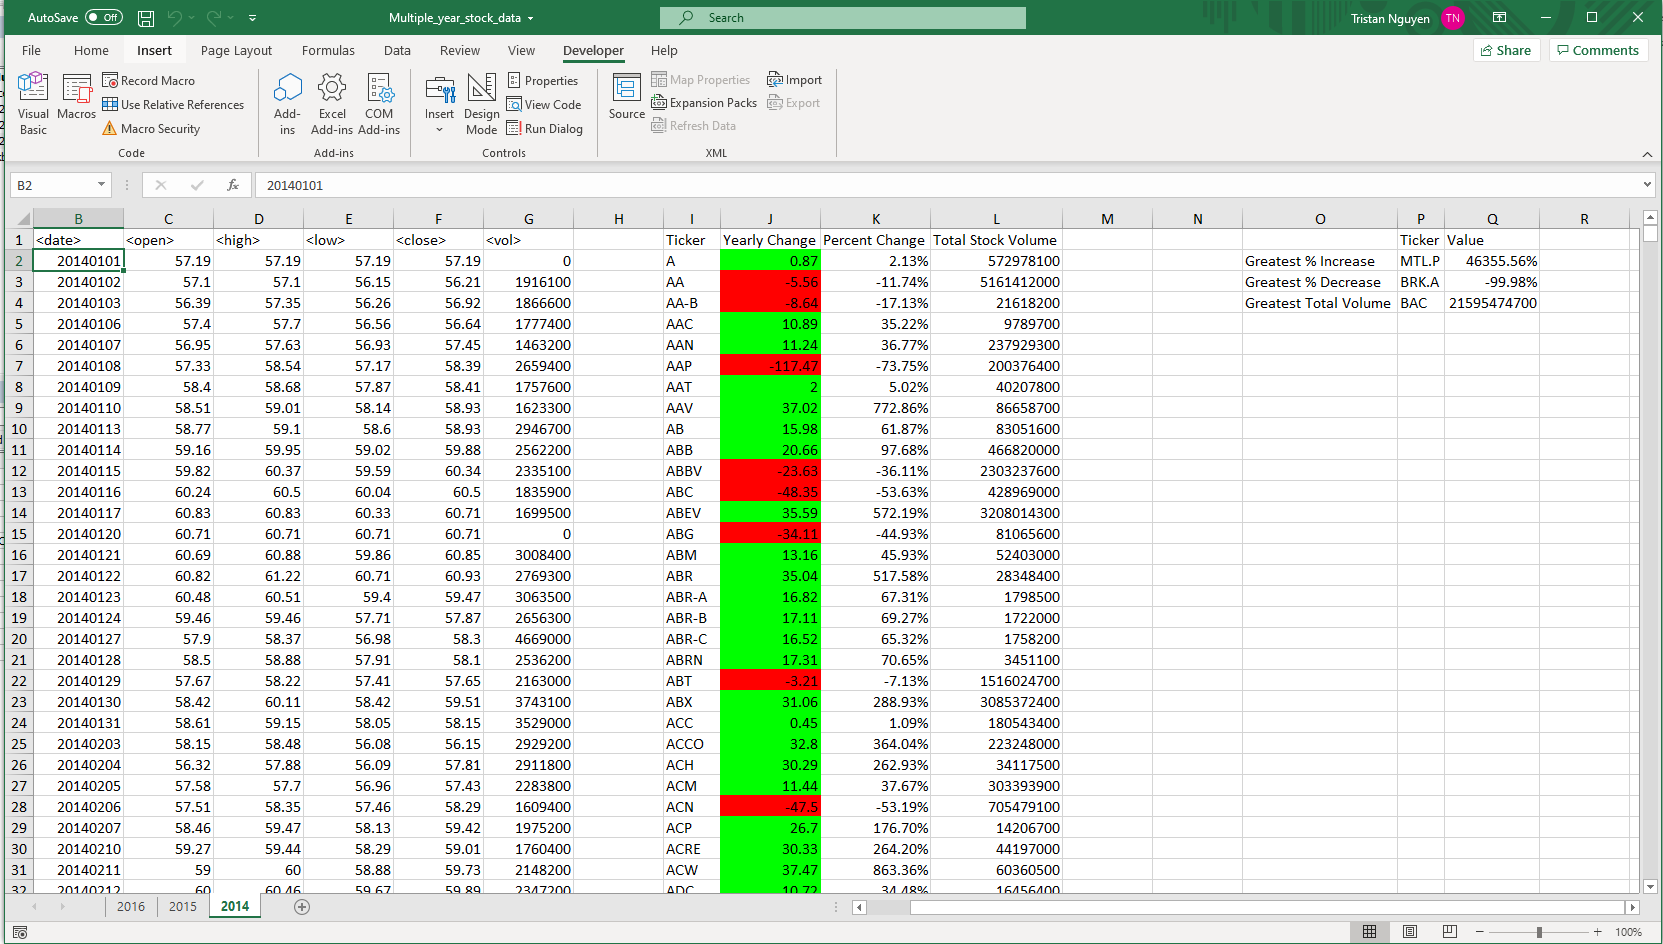 AutoSave Off Multiple_year_stock_data Search Tristan Nguyen TN
File Home Insert Page Layout Formulas Data Review View Developer Help Share Comments
Visual Basic
Macros
Record Macro
Use Relative References
Macro Security
Code
Add-ins
Excel Add-ins
COM Add-ins
Add-ins
Insert
Design Mode
Properties
View Code
Run Dialog
Controls
Source
Map Properties
Expansion Packs
Refresh Data
Import
Export
XML
B2 fx 20140101
B C D E F G H I J K L M N O P Q R
1 <date> <open> <high> <low> <close> <vol> Ticker Yearly Change Percent Change Total Stock Volume Ticker Value
2 20140101 57.19 57.19 57.19 57.19 0 A 0.87 2.13% 572978100 Greatest % Increase MTL.P 46355.56%
3 20140102 57.1 57.1 56.15 56.21 1916100 AA -5.56 -11.74% 5161412000 Greatest % Decrease BRK.A -99.98%
4 20140103 56.39 57.35 56.26 56.92 1866600 AA-B -8.64 -17.13% 21618200 Greatest Total Volume BAC 21595474700
5 20140106 57.4 57.7 56.56 56.64 1777400 AAC 10.89 35.22% 9789700
6 20140107 56.95 57.63 56.93 57.45 1463200 AAN 11.24 36.77% 237929300
7 20140108 57.33 58.54 57.17 58.39 2659400 AAP -117.47 -73.75% 200376400
8 20140109 58.4 58.68 57.87 58.41 1757600 AAT 2 5.02% 40207800
9 20140110 58.51 59.01 58.14 58.93 1623300 AAV 37.02 772.86% 86658700
10 20140113 58.77 59.1 58.6 58.93 2946700 AB 15.98 61.87% 83051600
11 20140114 59.16 59.95 59.02 59.88 2562200 ABB 20.66 97.68% 466820000
12 20140115 59.82 60.37 59.59 60.34 2335100 ABBV -23.63 -36.11% 2303237600
13 20140116 60.24 60.5 60.04 60.5 1835900 ABC -48.35 -53.63% 428969000
14 20140117 60.83 60.83 60.33 60.71 1699500 ABEV 35.59 572.19% 3208014300
15 20140120 60.71 60.71 60.71 60.71 0 ABG -34.11 -44.93% 81065600
16 20140121 60.69 60.88 59.86 60.85 3008400 ABM 13.16 45.93% 52403000
17 20140122 60.82 61.22 60.71 60.93 2769300 ABR 35.04 517.58% 28348400
18 20140123 60.48 60.51 59.4 59.47 3063500 ABR-A 16.82 67.31% 1798500
19 20140124 59.46 59.46 57.71 57.87 2656300 ABR-B 17.11 69.27% 1722000
20 20140127 57.9 58.37 56.98 58.3 4669000 ABR-C 16.52 65.32% 1758200
21 20140128 58.5 58.88 57.91 58.1 2536200 ABRN 17.31 70.65% 3451100
22 20140129 57.67 58.22 57.41 57.65 2163000 ABT -3.21 -7.13% 1516024700
23 20140130 58.42 60.11 58.42 59.51 3743100 ABX 31.06 288.93% 3085372400
24 20140131 58.61 59.15 58.05 58.15 3529000 ACC 0.45 1.09% 180543400
25 20140203 58.15 58.48 56.08 56.15 2929200 ACCO 32.8 364.04% 223248000
26 20140204 56.32 57.88 56.09 57.81 2911800 ACH 30.29 262.93% 34117500
27 20140205 57.58 57.7 56.96 57.43 2283800 ACM 11.44 37.67% 303393900
28 20140206 57.51 58.35 57.46 58.29 1609400 ACN -47.5 -53.19% 705479100
29 20140207 58.46 59.47 58.13 59.42 1975200 ACP 26.7 176.70% 14206700
30 20140210 59.27 59.44 58.29 59.01 1760400 ACRE 30.33 264.20% 44197000
31 20140211 59 60 58.88 59.73 2148200 ACW 37.47 863.36% 60360500
32 20140212 60 60.46 59.67 59.89 2347200 ADC 10.72 34.48% 16456400
2016 2015 2014
100%